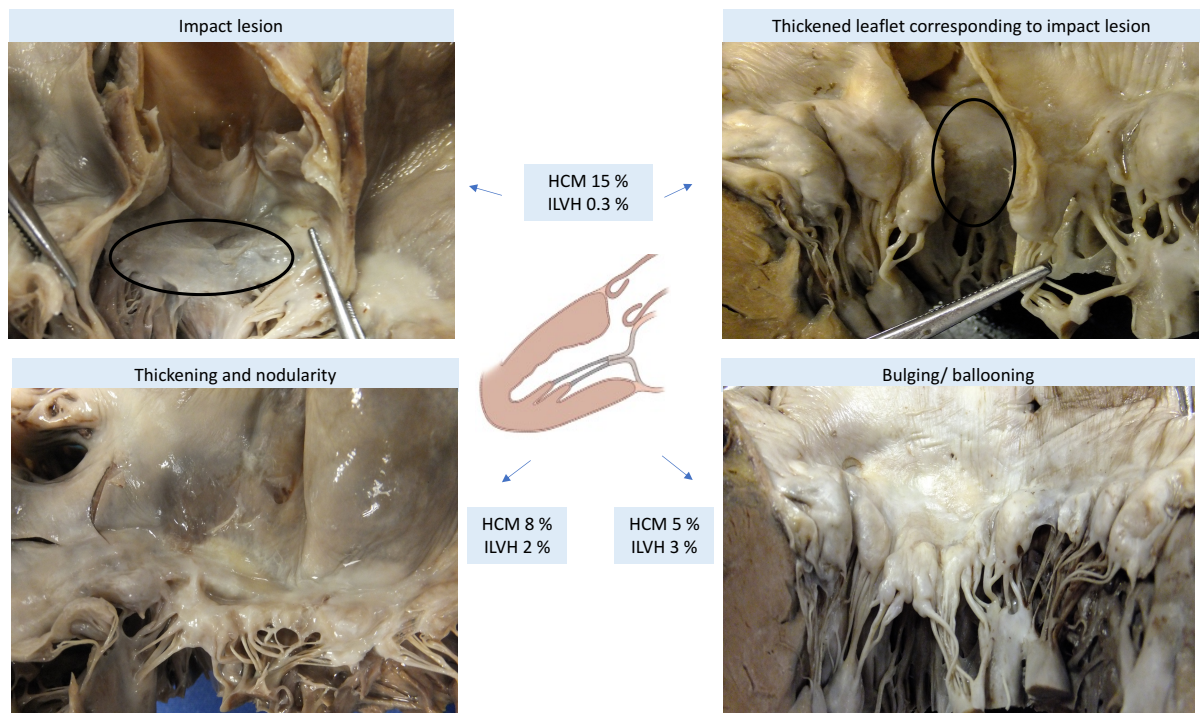 Impact lesion
Thickened leaflet corresponding to impact lesion
HCM 15 %
ILVH 0.3 %
Thickening and nodularity
Bulging/ ballooning
HCM 8 %
ILVH 2 %
HCM 5 %
ILVH 3 %